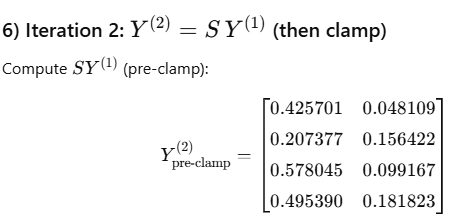 6) Iteration 2: Y^(2) = S Y^(1) (then clamp)
Compute SY^(1) (pre-clamp):
Y^(2)_pre-clamp = [0.425701 0.048109
0.207377 0.156422
0.578045 0.099167
0.495390 0.181823]